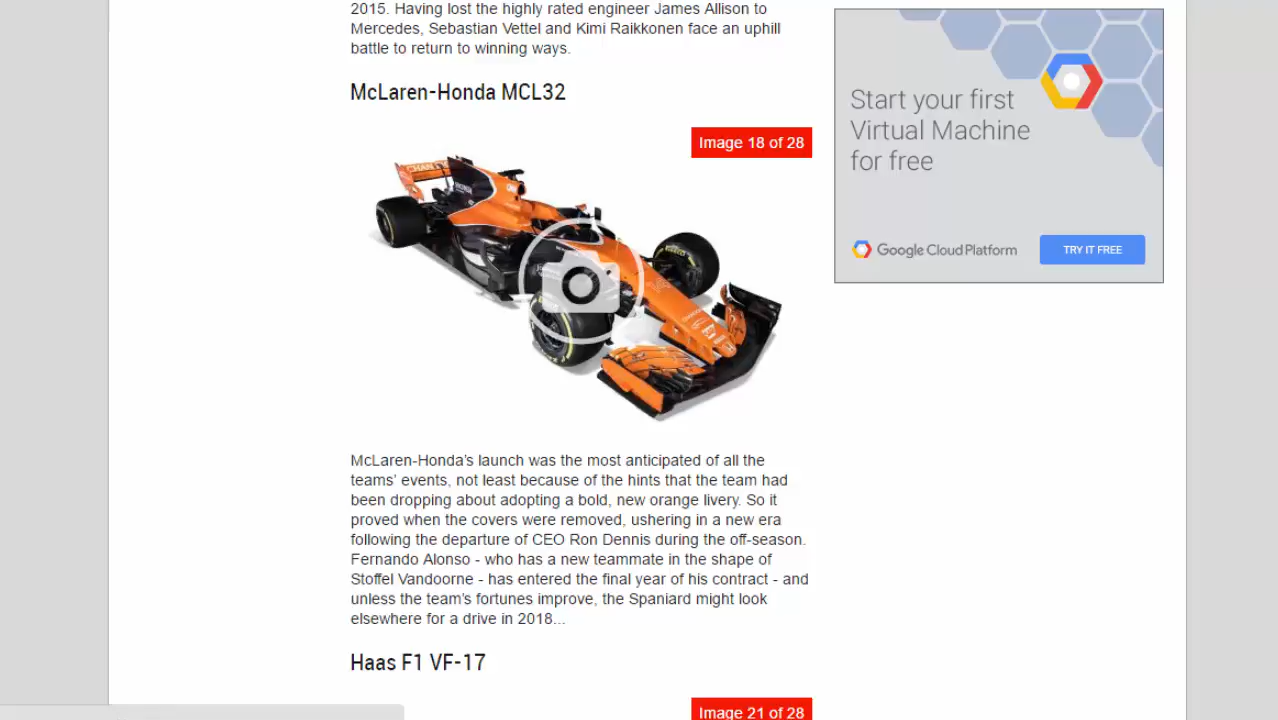 2015. Having lost the highly rated engineer James Allison to
Mercedes, Sebastian Vettel and Kimi Raikkonen face an uphill
battle to return to winning ways.
McLaren-Honda MCL32
Image 18 of 28
CHAN
McLaren-Honda’s launch was the most anticipated of all the
teams’ events, not least because of the hints that the team had
been dropping about adopting a bold, new orange livery. So it
proved when the covers were removed, ushering in a new era
following the departure of CEO Ron Dennis during the off-season.
Fernando Alonso - who has a new teammate in the shape of
Stoffel Vandoorne - has entered the final year of his contract - and
unless the team’s fortunes improve, the Spaniard might look
elsewhere for a drive in 2018...
Haas F1 VF-17
Image 21 of 28
Start your first
Virtual Machine
for free
Google Cloud Platform
TRY IT FREE